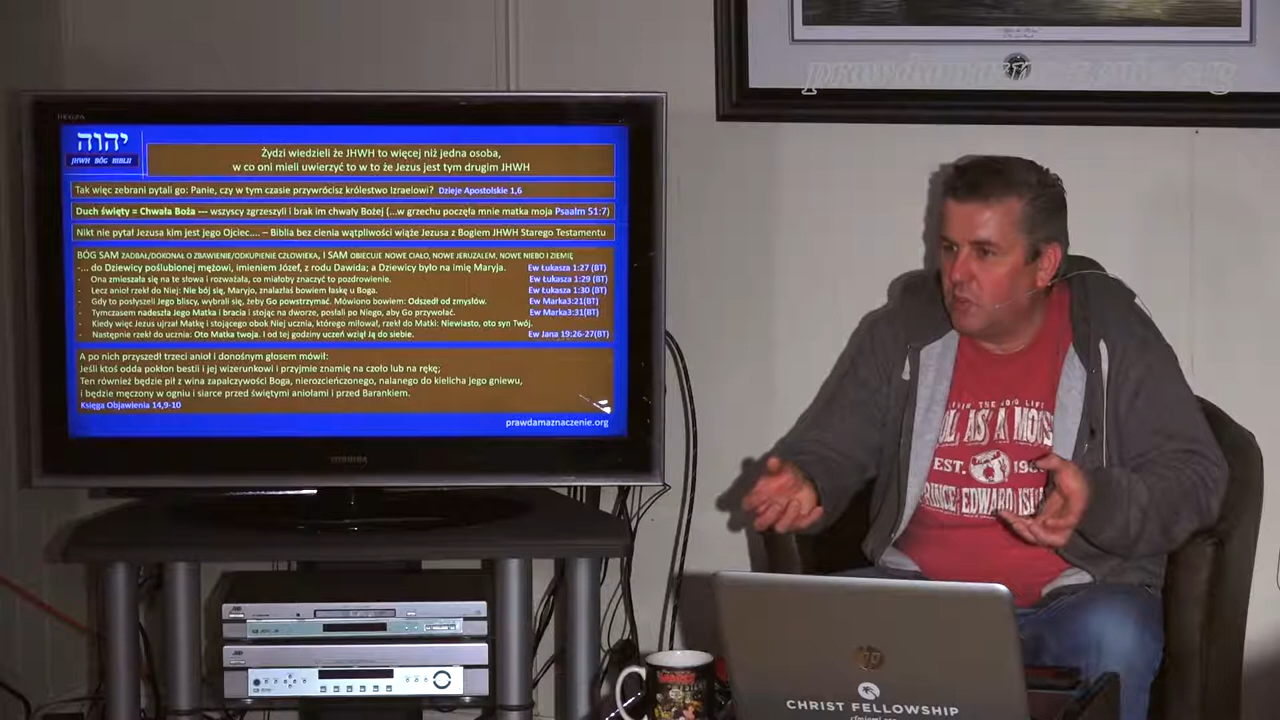 prawdamaznaczenie.org
REGZA
יהוה
JHWH BÓG BIBLII
Żydzi wiedzieli że JHWH to więcej niż jedna osoba,
w co oni mieli uwierzyć to w to że Jezus jest tym drugim JHWH
Tak więc zebrani pytali go: Panie, czy w tym czasie przywrócisz królestwo Izraelowi? Dzieje Apostolskie 1,6
Duch święty = Chwała Boża --- wszyscy zgrzeszyli i brak im chwały Bożej (...w grzechu poczęła mnie matka moja Psaalm 51:7)
Nikt nie pytał Jezusa kim jest jego Ojciec.... – Biblia bez cienia wątpliwości wiąże Jezusa z Bogiem JHWH Starego Testamentu
BÓG SAM ZADBAŁ/DOKONAŁ O ZBAWIENIE/ODKUPIENIE CZŁOWIEKA, I SAM OBIECUJE NOWE CIAŁO, NOWE JERUZALEM, NOWE NIEBO I ZIEMIĘ
-... do Dziewicy poślubionej mężowi, imieniem Józef, z rodu Dawida; a Dziewicy było na imię Maryja. Ew Łukasza 1:27 (BT)
- Ona zmieszała się na te słowa i rozważała, co miałoby znaczyć to pozdrowienie. Ew Łukasza 1:29 (BT)
- Lecz anioł rzekł do Niej: Nie bój się, Maryjo, znalazłaś bowiem łaskę u Boga. Ew Łukasza 1:30 (BT)
- Gdy to posłyszeli Jego bliscy, wybrali się, żeby Go powstrzymać. Mówiono bowiem: Odszedł od zmysłów. Ew Marka3:21(BT)
- Tymczasem nadeszła Jego Matka i bracia i stojąc na dworze, posłali po Niego, aby Go przywołać. Ew Marka3:31(BT)
- Kiedy więc Jezus ujrzał Matkę i stojącego obok Niej ucznia, którego miłował, rzekł do Matki: Niewiasto, oto syn Twój.
- Następnie rzekł do ucznia: Oto Matka twoja. I od tej godziny uczeń wziął Ją do siebie. Ew Jana 19:26-27(BT)
A po nich przyszedł trzeci anioł i donośnym głosem mówił:
Jeśli ktoś odda pokłon bestii i jej wizerunkowi i przyjmie znamię na czoło lub na rękę;
Ten również będzie pił z wina zapalczywości Boga, nierozcieńczonego, nalanego do kielicha jego gniewu,
i będzie męczony w ogniu i siarce przed świętymi aniołami i przed Barankiem.
Księga Objawienia 14,9-10
prawdamaznaczenie.org
TOSHIBA
THE GOOD LIFE
AS A MOOSE
EST. 19
PRINCE EDWARD ISL
hp
CHRIST FELLOWSHIP